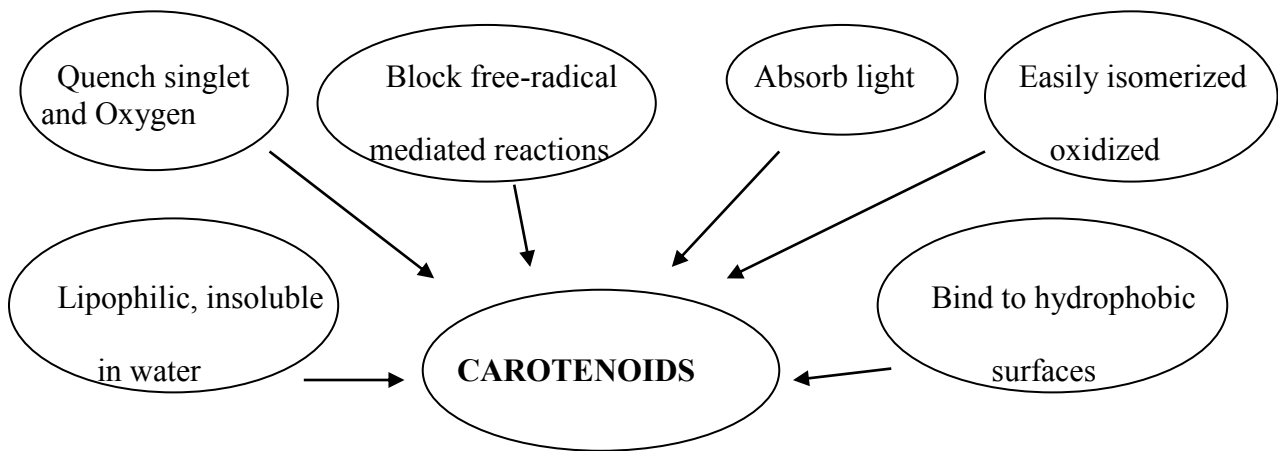 Quench singlet
and Oxygen
Block free-radical
mediated reactions
Absorb light
Easily isomerized
oxidized
Lipophilic, insoluble
in water
CAROTENOIDS
Bind to hydrophobic
surfaces